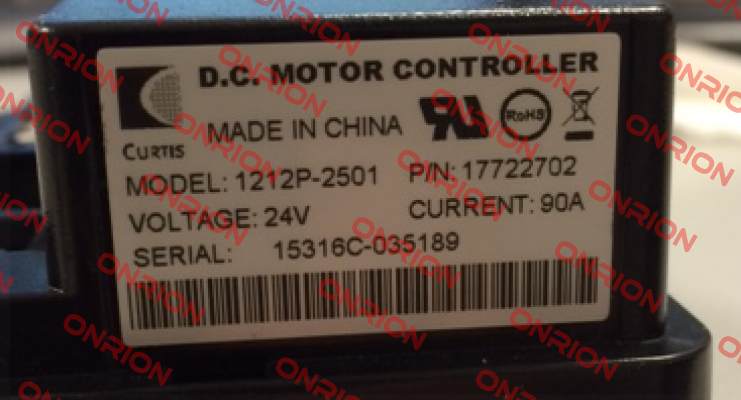 D.C. MOTOR CONTROLLER
MADE IN CHINA
RoHS
CURTIS
MODEL: 1212P-2501 P/N: 17722702
VOLTAGE: 24V CURRENT: 90A
SERIAL: 15316C-035189
ONRION